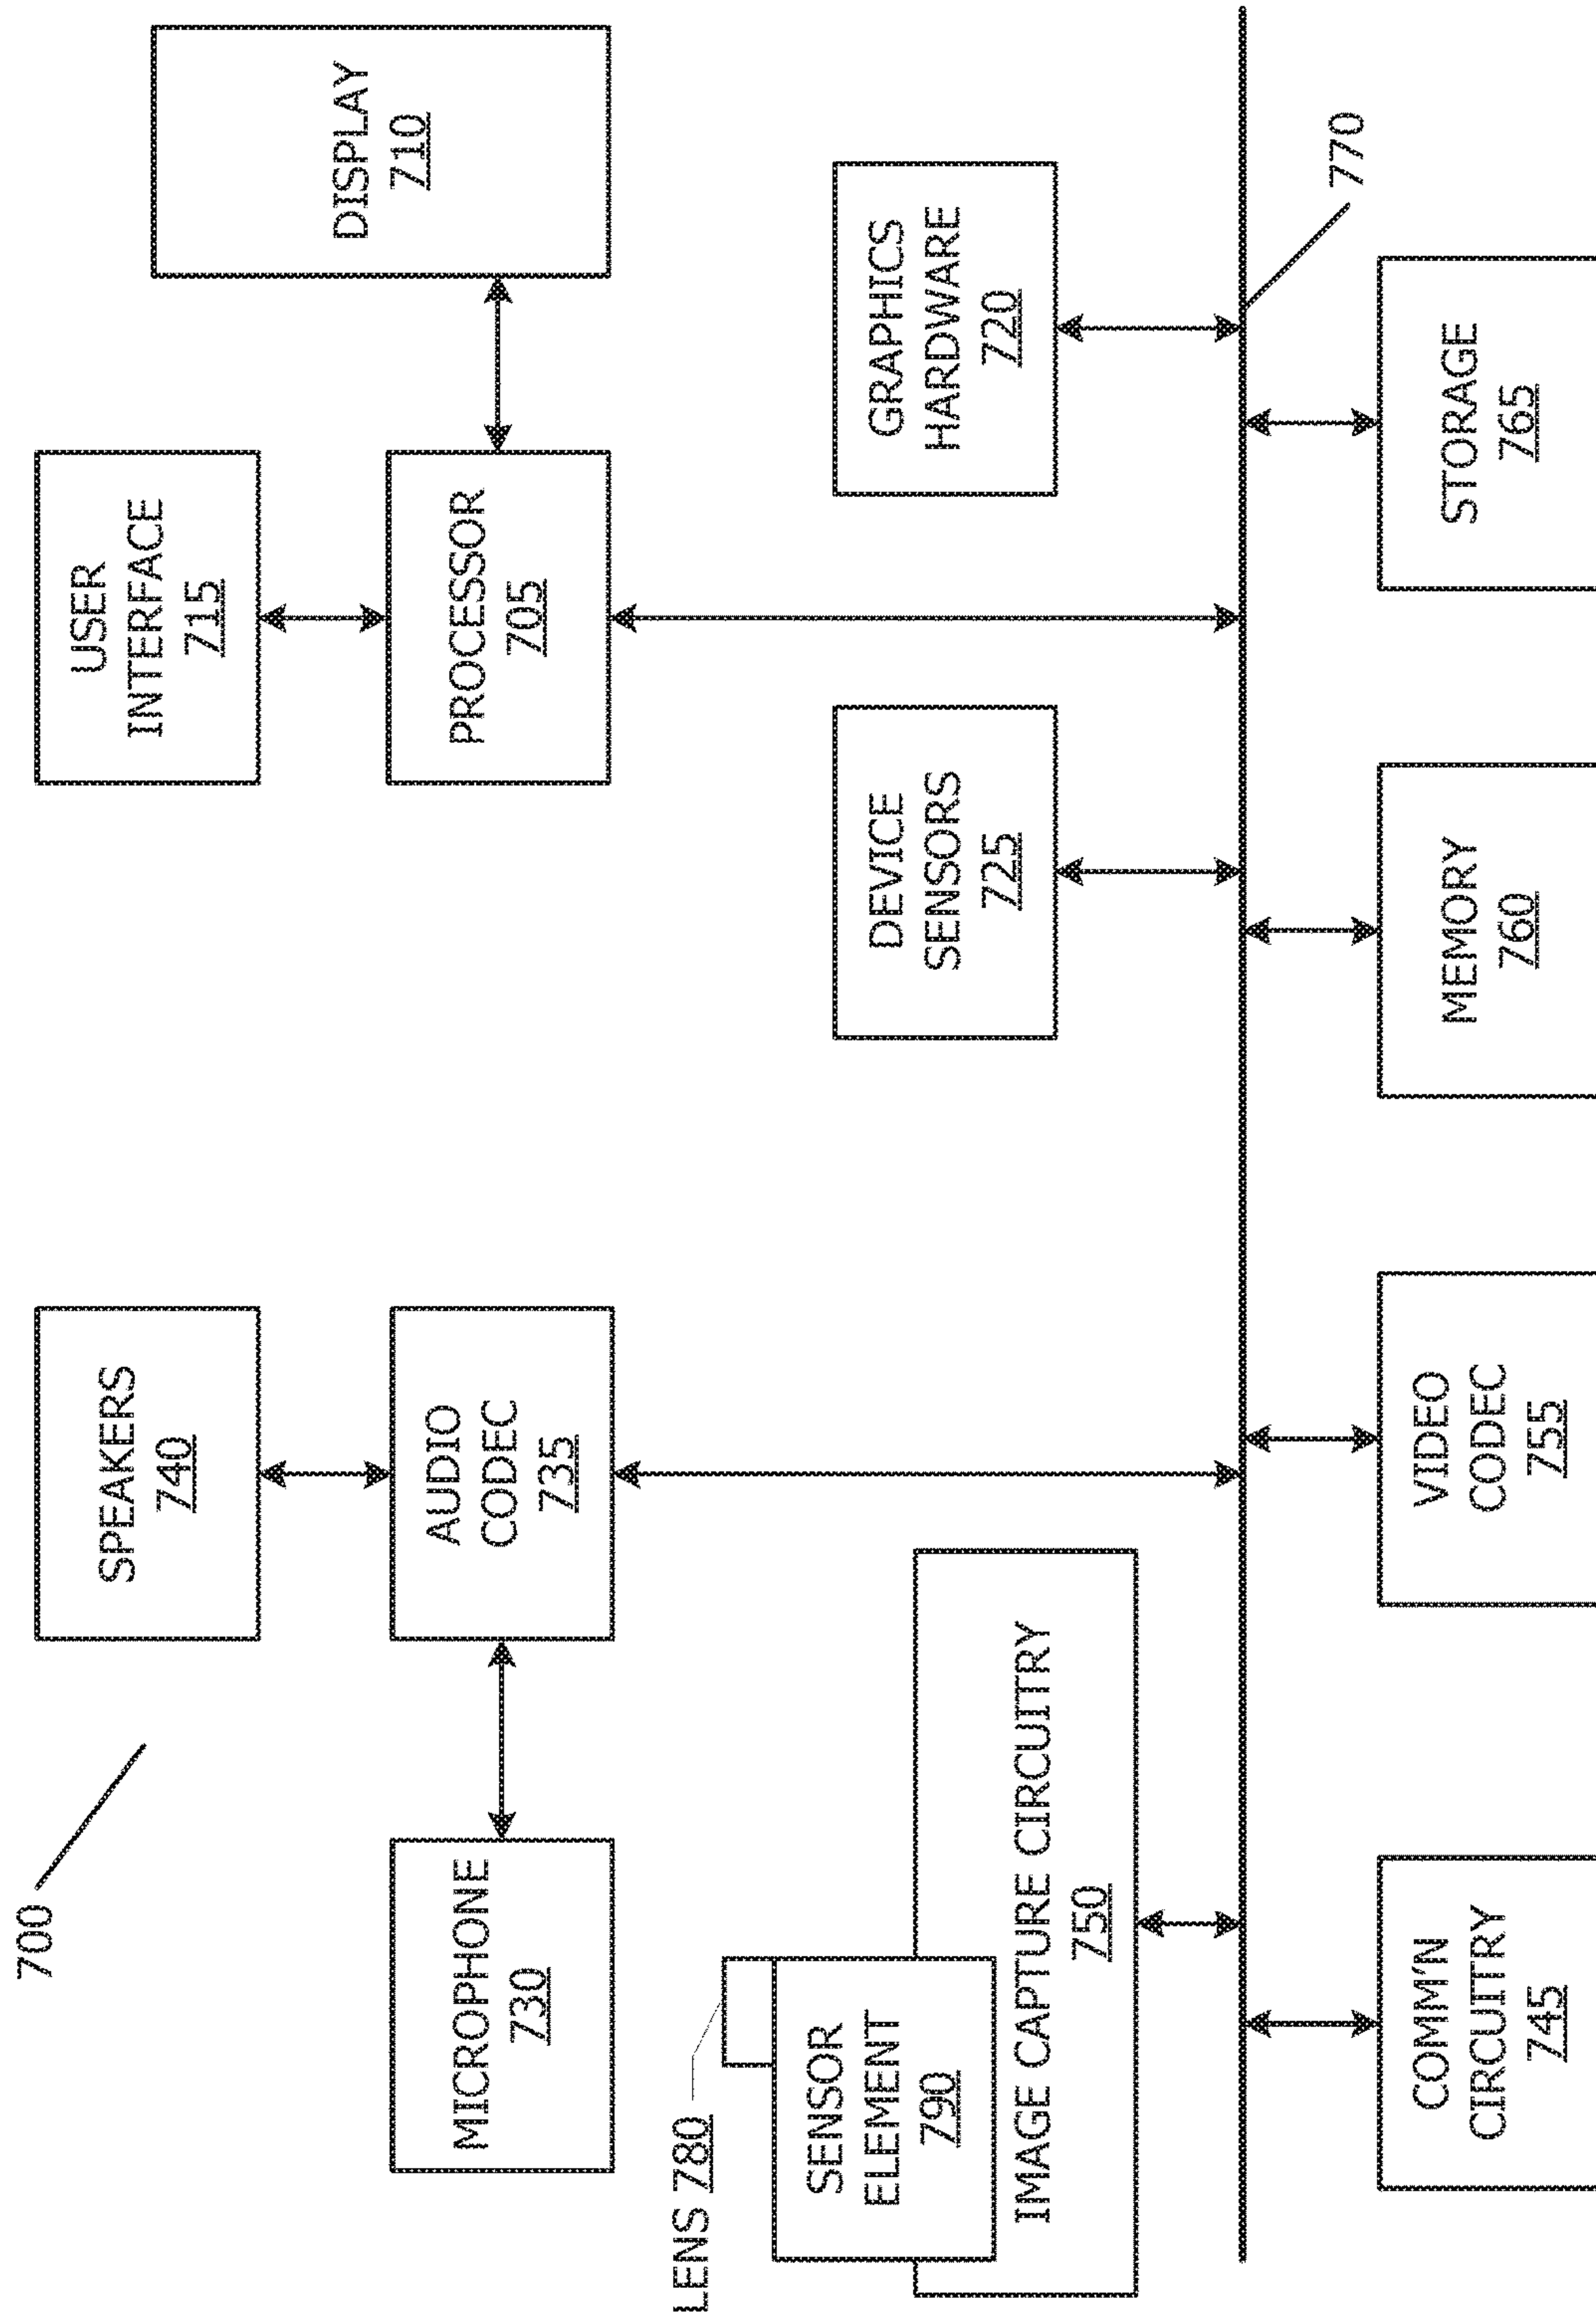 700
SPEAKERS
740
USER
INTERFACE
715
DISPLAY
710
MICROPHONE
730
AUDIO
CODEC
735
PROCESSOR
705
LENS 780
SENSOR
ELEMENT
790
IMAGE CAPTURE CIRCUITRY
750
DEVICE
SENSORS
725
GRAPHICS
HARDWARE
720
770
COMM'N
CIRCUITRY
745
VIDEO
CODEC
755
MEMORY
760
STORAGE
765